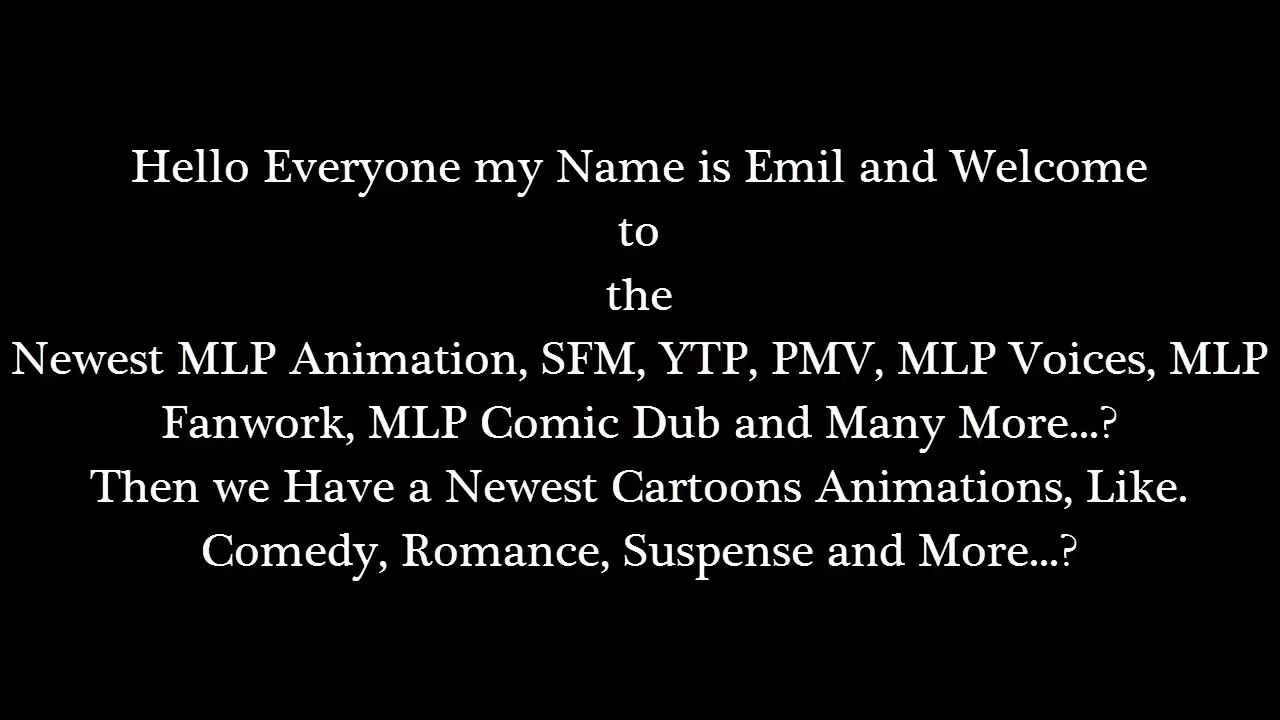 Hello Everyone my Name is Emil and Welcome
to
the
Newest MLP Animation, SFM, YTP, PMV, MLP Voices, MLP
Fanwork, MLP Comic Dub and Many More...?
Then we Have a Newest Cartoons Animations, Like.
Comedy, Romance, Suspense and More...?